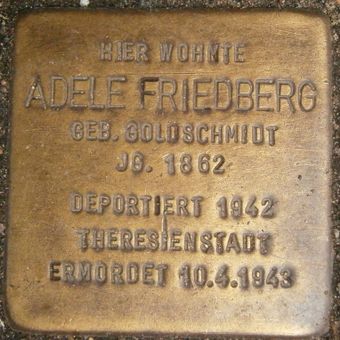 HIER WOHNTE
ADELE FRIEDBERG
GEB. GOLDSCHMIDT
JG. 1862
DEPORTIERT 1942
THERESIENSTADT
ERMORDET 10.4.1943